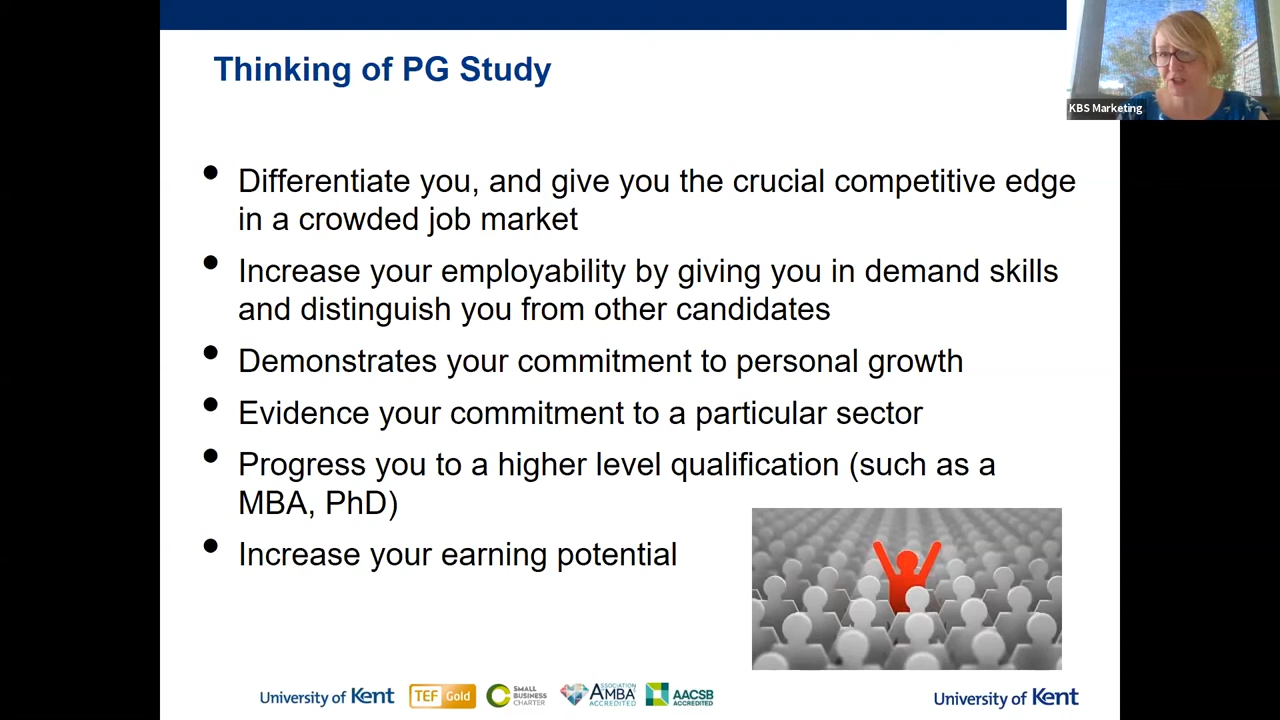 Thinking of PG Study
KBS Marketing
• Differentiate you, and give you the crucial competitive edge
in a crowded job market
• Increase your employability by giving you in demand skills
and distinguish you from other candidates
• Demonstrates your commitment to personal growth
• Evidence your commitment to a particular sector
• Progress you to a higher level qualification (such as a
MBA, PhD)
• Increase your earning potential
University of Kent
TEF Gold
SMALL
BUSINESS
CHARTER
ASSOCIATION
AMBA
ACCREDITED
AACSB
ACCREDITED
University of Kent